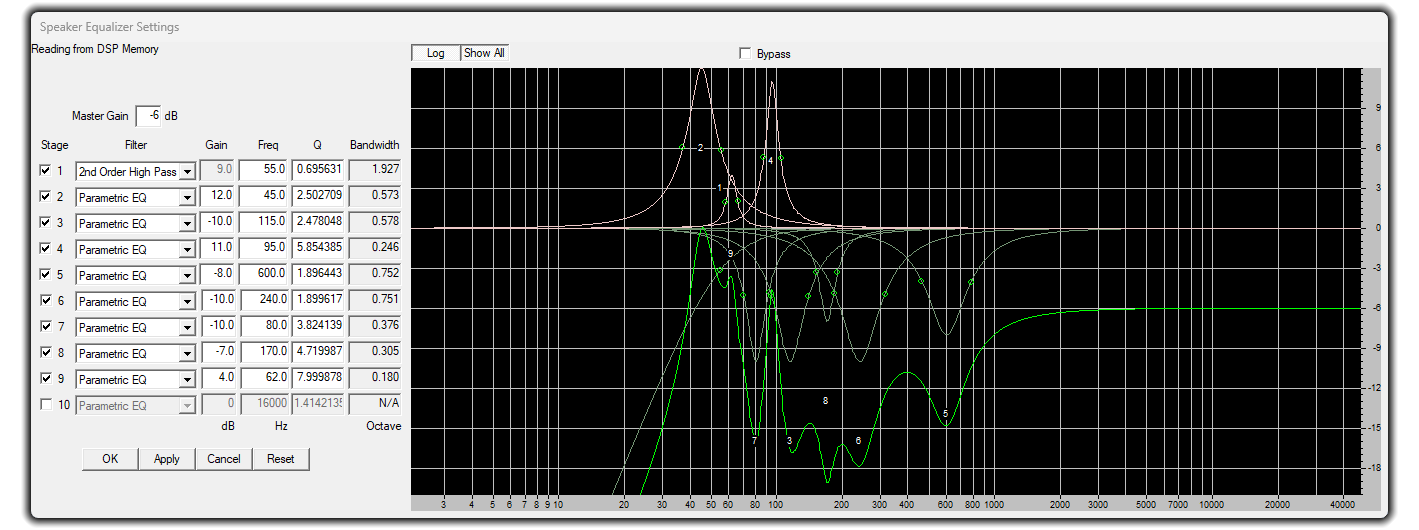 Speaker Equalizer Settings
Reading from DSP Memory
Log Show All Bypass
Master Gain -6 dB
Stage Filter Gain Freq Q Bandwidth
1 2nd Order High Pass 9.0 55.0 0.695631 1.927
2 Parametric EQ 12.0 45.0 2.502709 0.573
3 Parametric EQ -10.0 115.0 2.478048 0.578
4 Parametric EQ 11.0 95.0 5.854385 0.246
5 Parametric EQ -8.0 600.0 1.896443 0.752
6 Parametric EQ -10.0 240.0 1.899617 0.751
7 Parametric EQ -10.0 80.0 3.824139 0.376
8 Parametric EQ -7.0 170.0 4.719987 0.305
9 Parametric EQ 4.0 62.0 7.999878 0.180
10 Parametric EQ 0 16000 1.4142135 N/A
dB Hz Octave
OK Apply Cancel Reset
9
6
3
0
-3
-6
-9
-12
-15
-18
2
4
1
9
8
5
7 3 6
3 4 5 6 7 8 9 10 20 30 40 50 60 80 100 200 300 400 600 800 1000 2000 3000 4000 5000 7000 10000 20000 40000